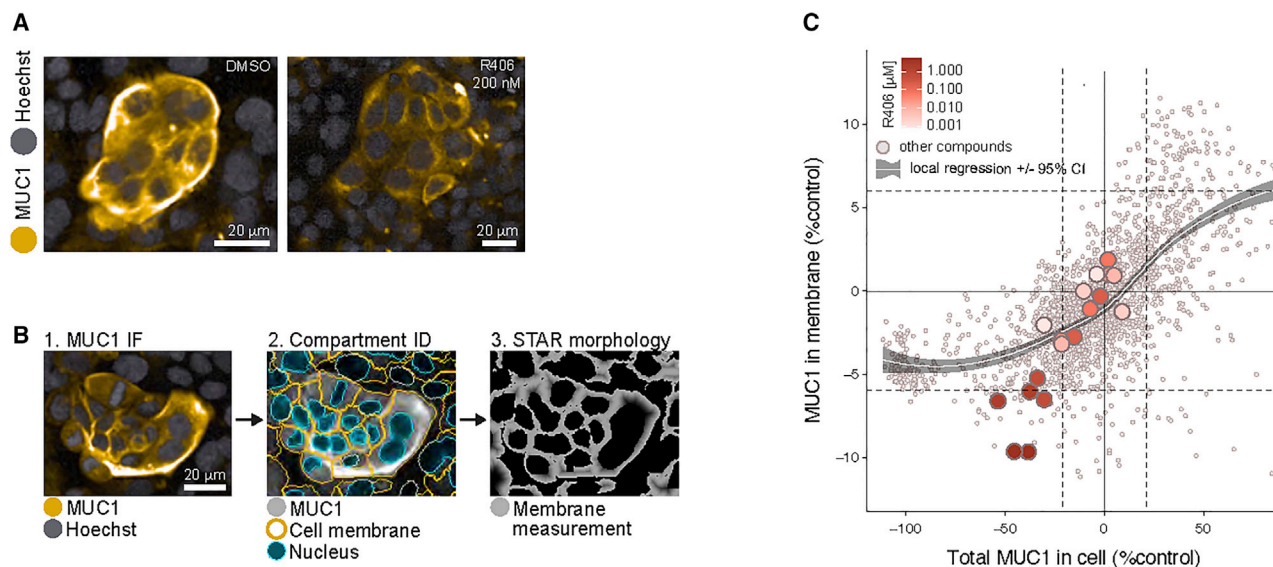 A
MUC1 Hoechst
DMSO
20 µm
R406
200 nM
20 µm
B
1. MUC1 IF
20 µm
MUC1
Hoechst
2. Compartment ID
MUC1
Cell membrane
Nucleus
3. STAR morphology
Membrane
measurement
C
R406 [µM]
1.000
0.100
0.010
0.001
other compounds
local regression +/- 95% CI
MUC1 in membrane (%control)
10
5
0
−5
−10
−100
−50
0
50
Total MUC1 in cell (%control)